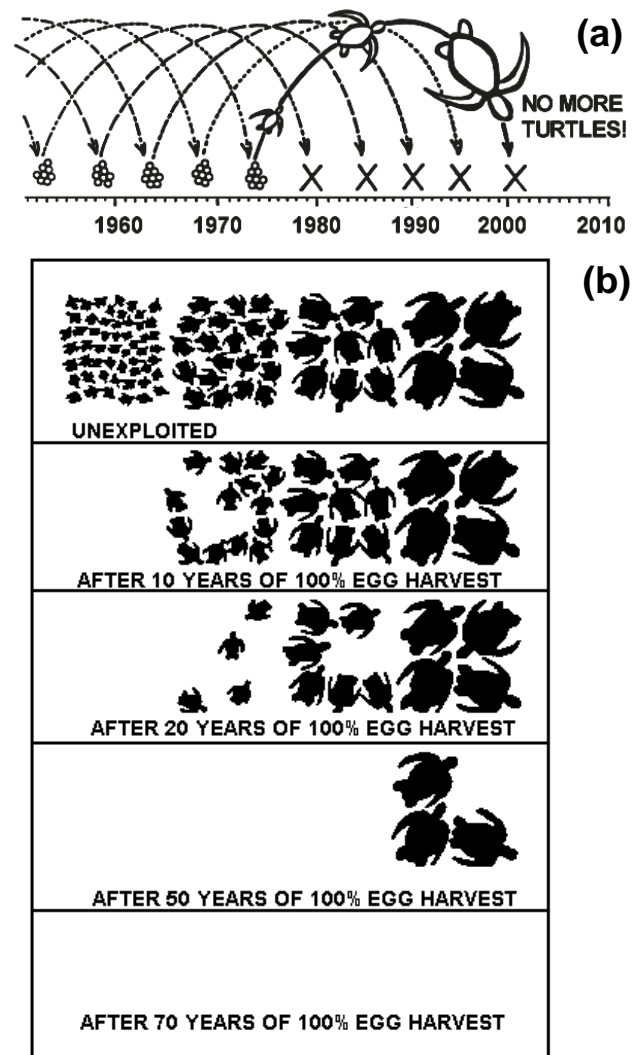 (a)
NO MORE
TURTLES!
1960 1970 1980 1990 2000 2010
(b)
UNEXPLOITED
AFTER 10 YEARS OF 100% EGG HARVEST
AFTER 20 YEARS OF 100% EGG HARVEST
AFTER 50 YEARS OF 100% EGG HARVEST
AFTER 70 YEARS OF 100% EGG HARVEST